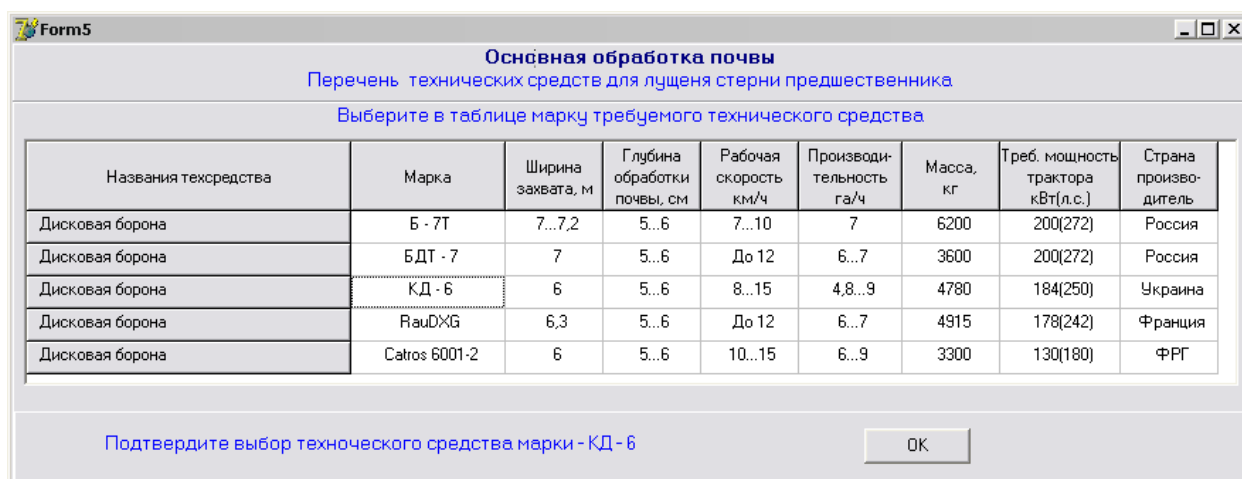 Form5
Основная обработка почвы
Перечень технических средств для лущеня стерни предшественника
Выберите в таблице марку требуемого технического средства
Названия техсредства Марка Ширина захвата, м Глубина обработки почвы, см Рабочая скорость км/ч Производи- тельность га/ч Масса, кг Треб. мощность трактора кВт(л.с.) Страна произво- дитель
Дисковая борона Б - 7Т 7...7,2 5...6 7...10 7 6200 200(272) Россия
Дисковая борона БДТ - 7 7 5...6 До 12 6...7 3600 200(272) Россия
Дисковая борона КД - 6 6 5...6 8...15 4,8...9 4780 184(250) Украина
Дисковая борона RauDXG 6,3 5...6 До 12 6...7 4915 178(242) Франция
Дисковая борона Catros 6001-2 6 5...6 10...15 6...9 3300 130(180) ФРГ
Подтвердите выбор техночческого средства марки - КД - 6
OK